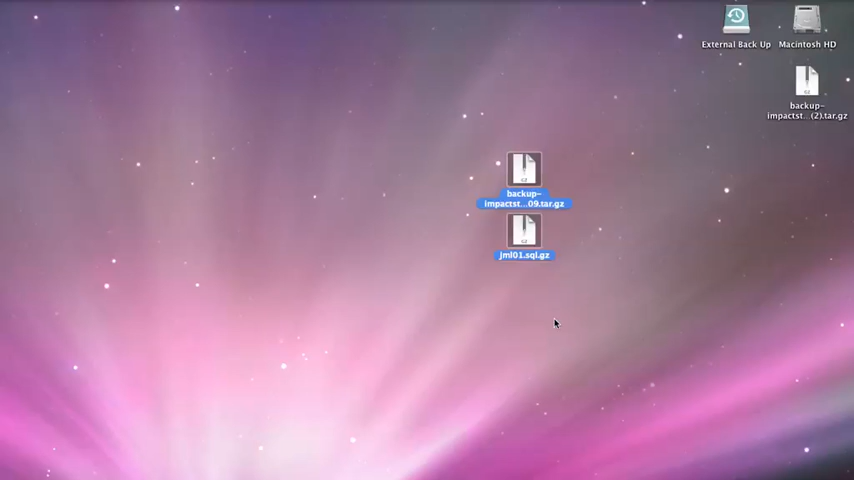 External Back Up
Macintosh HD
backup-
impactst...(2).tar.gz
backup-
impactst...09.tar.gz
jml01.sql.gz